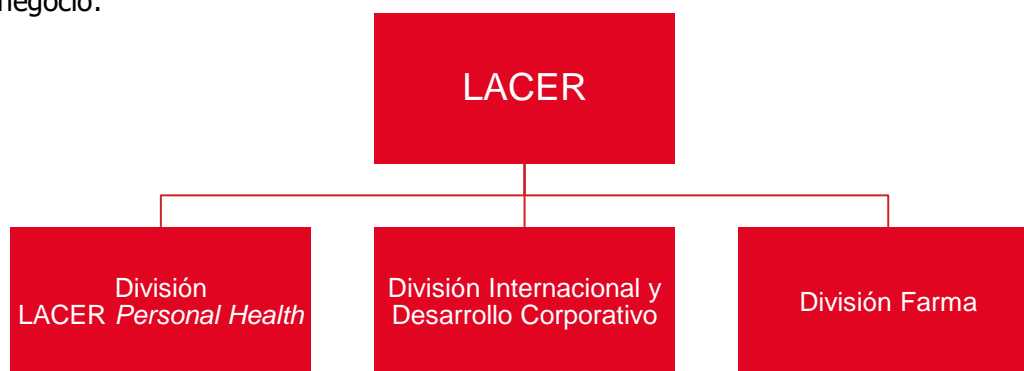 negocio:
LACER
División
LACER Personal Health
División Internacional y
Desarrollo Corporativo
División Farma